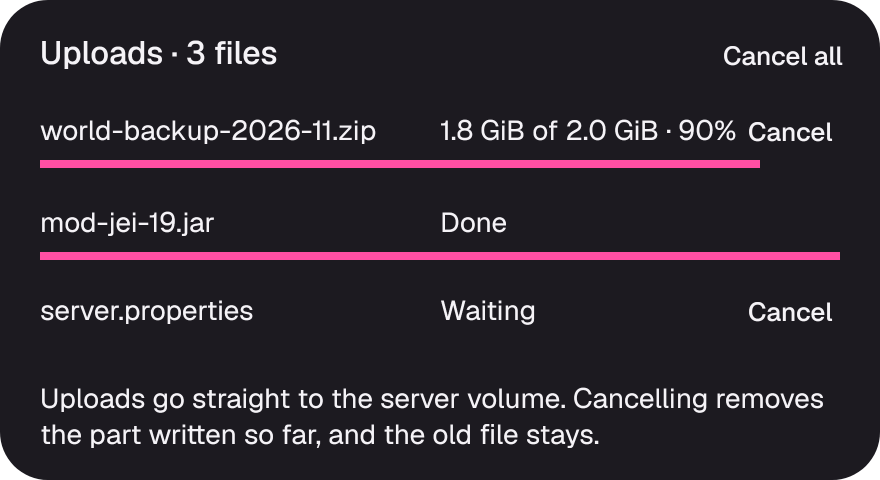 Uploads · 3 files
Cancel all
world-backup-2026-11.zip 1.8 GiB of 2.0 GiB · 90% Cancel
mod-jei-19.jar Done
server.properties Waiting Cancel
Uploads go straight to the server volume. Cancelling removes
the part written so far, and the old file stays.